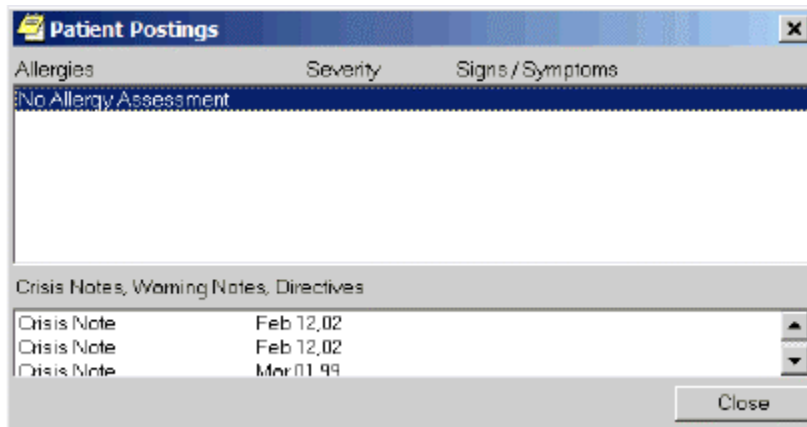 Patient Postings
Allergies Severity Signs / Symptoms
No Allergy Assessment
Crisis Notes, Warning Notes, Directives
Crisis Note Feb 12,02
Crisis Note Feb 12,02
Crisis Note Mar 01,99
Close